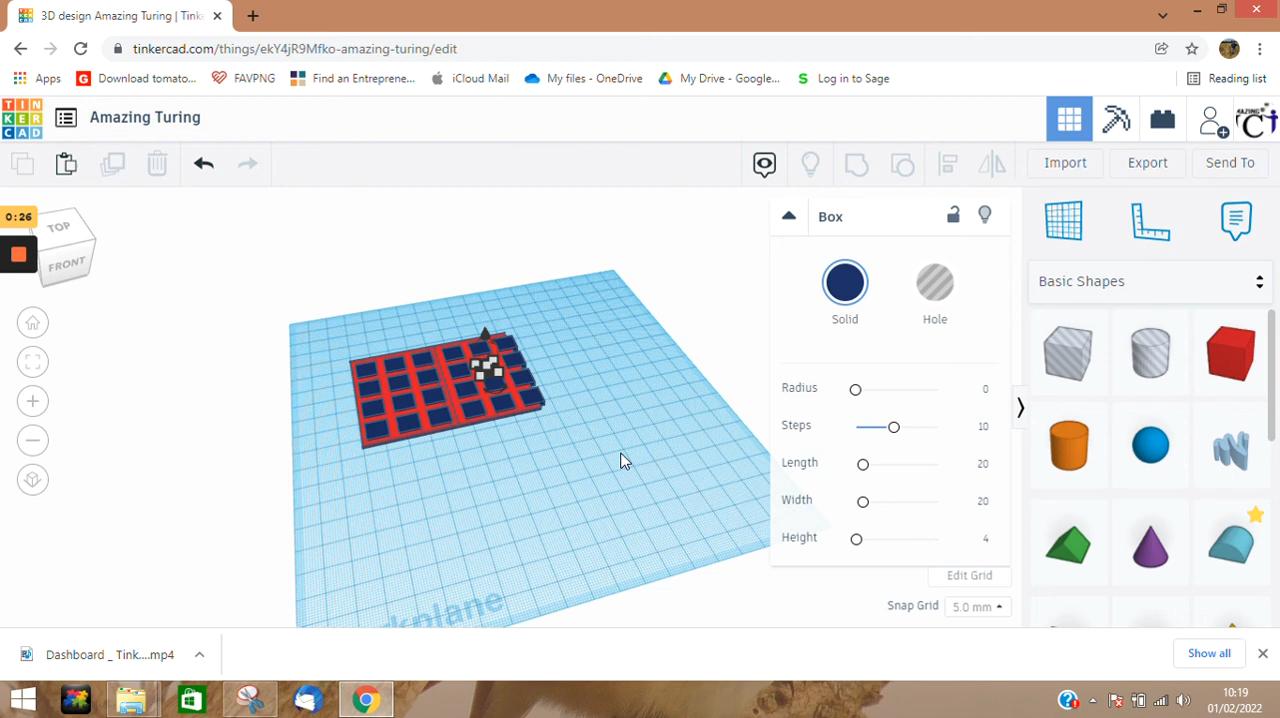 3D design Amazing Turing | Tink
tinkercad.com/things/ekY4jR9Mfko-amazing-turing/edit
Apps
G Download tomato...
FAVPNG
Find an Entreprene...
iCloud Mail
My files - OneDrive
My Drive - Google...
S Log in to Sage
Reading list
TIN
KER
CAD
Amazing Turing
Import
Export
Send To
0:26
TOP
FRONT
Box
Solid
Hole
Radius 0
Steps 10
Length 20
Width 20
Height 4
Basic Shapes
Edit Grid
Snap Grid 5.0 mm
Dashboard _ Tink....mp4
Show all
10:19
01/02/2022